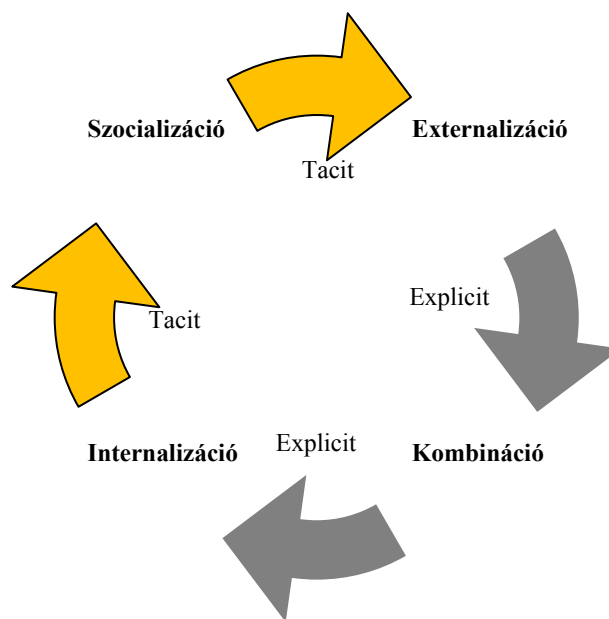 Szocializáció
Externalizáció
Tacit
Explicit
Tacit
Explicit
Internalizáció
Kombináció